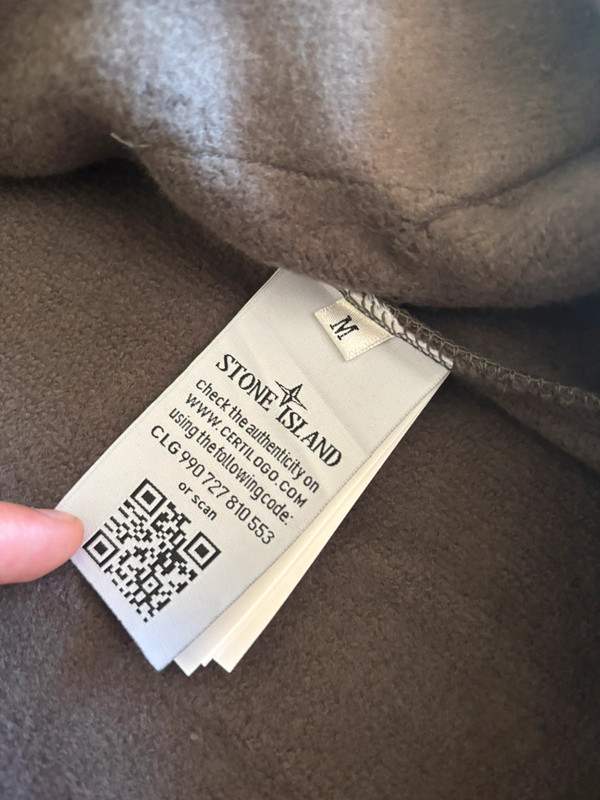 M
STONE ISLAND
check the authenticity on
WWW.CERTILOGO.COM
using the following code:
CLG 990 727 810 553
or scan